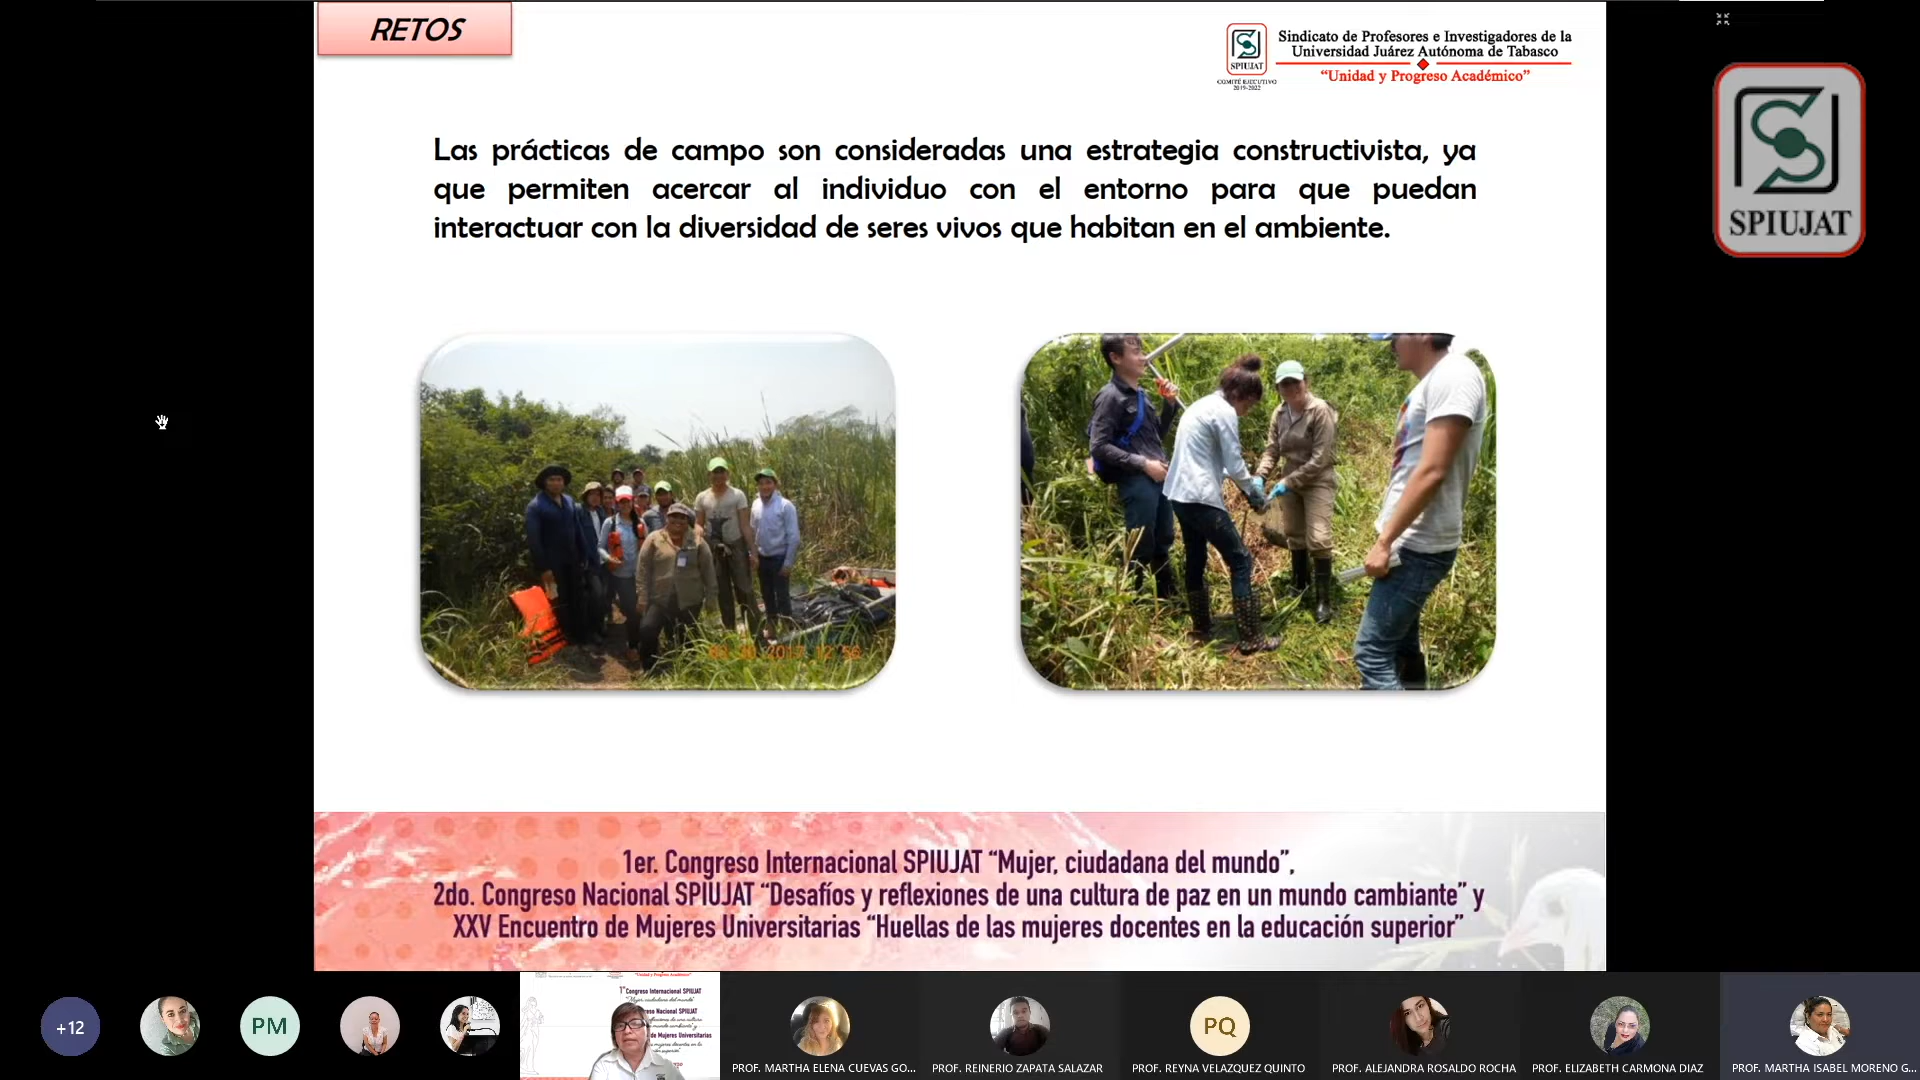 RETOS
SPIUJAT
COMITÉ EJECUTIVO
2019-2022
Sindicato de Profesores e Investigadores de la
Universidad Juárez Autónoma de Tabasco
“Unidad y Progreso Académico”
SPIUJAT
Las prácticas de campo son consideradas una estrategia constructivista, ya
que permiten acercar al individuo con el entorno para que puedan
interactuar con la diversidad de seres vivos que habitan en el ambiente.
1er. Congreso Internacional SPIUJAT “Mujer, ciudadana del mundo”,
2do. Congreso Nacional SPIUJAT “Desafíos y reflexiones de una cultura de paz en un mundo cambiante” y
XXV Encuentro de Mujeres Universitarias “Huellas de las mujeres docentes en la educación superior”
+12
PM
"Unidad y Progreso Académico"
Congreso Internacional SPIUJAT
PQ
PROF. MARTHA ELENA CUEVAS GO...
PROF. REINERIO ZAPATA SALAZAR
PROF. REYNA VELAZQUEZ QUINTO
PROF. ALEJANDRA ROSALDO ROCHA
PROF. ELIZABETH CARMONA DIAZ
PROF. MARTHA ISABEL MORENO G...